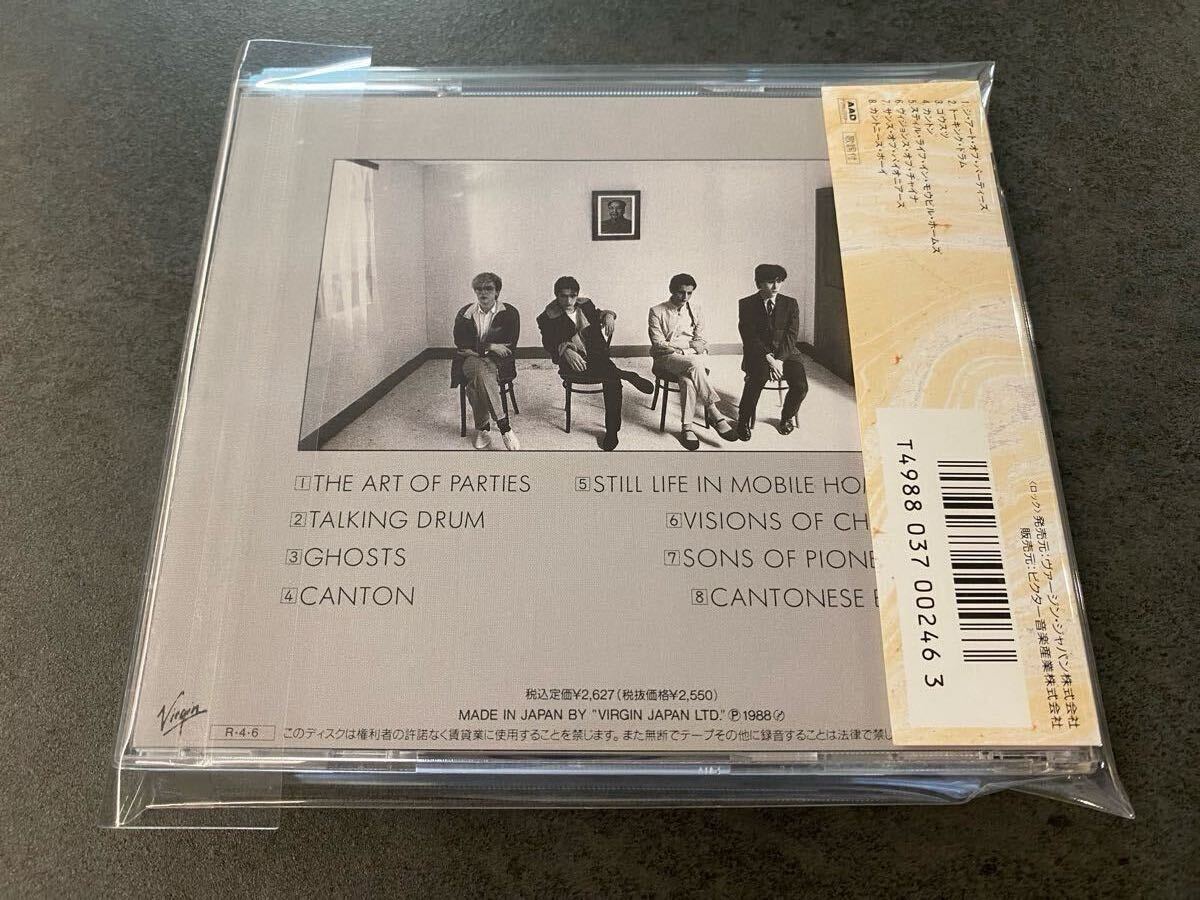 1 THE ART OF PARTIES
2 TALKING DRUM
3 GHOSTS
4 CANTON
5 STILL LIFE IN MOBILE HO
6 VISIONS OF CH
7 SONS OF PIONE
8 CANTONESE
税込定価¥2,627(税抜価格¥2,550)
MADE IN JAPAN BY "VIRGIN JAPAN LTD." Ⓟ1988
Virgin
R・4・6
このディスクは権利者の許諾なく賃貸業に使用することを禁じます。また無断でテープその他に録音することは法律で禁じ
AAD
歌詞付
1 ジ・アート・オブ・パーティーズ
2 トーキング・ドラム
3 ゴウスツ
4 カントン
5 スティル・ライフ・イン・モウビル・ホームズ
6 ヴィジョンズ・オブ・チャイナ
7 サンズ・オブ・パイオニアーズ
8 カントニーズ・ボーイ
T4988 037 00246 3
〈ロック〉発売元:ヴァージン・ジャパン株式会社
販売元:ビクター音楽産業株式会社